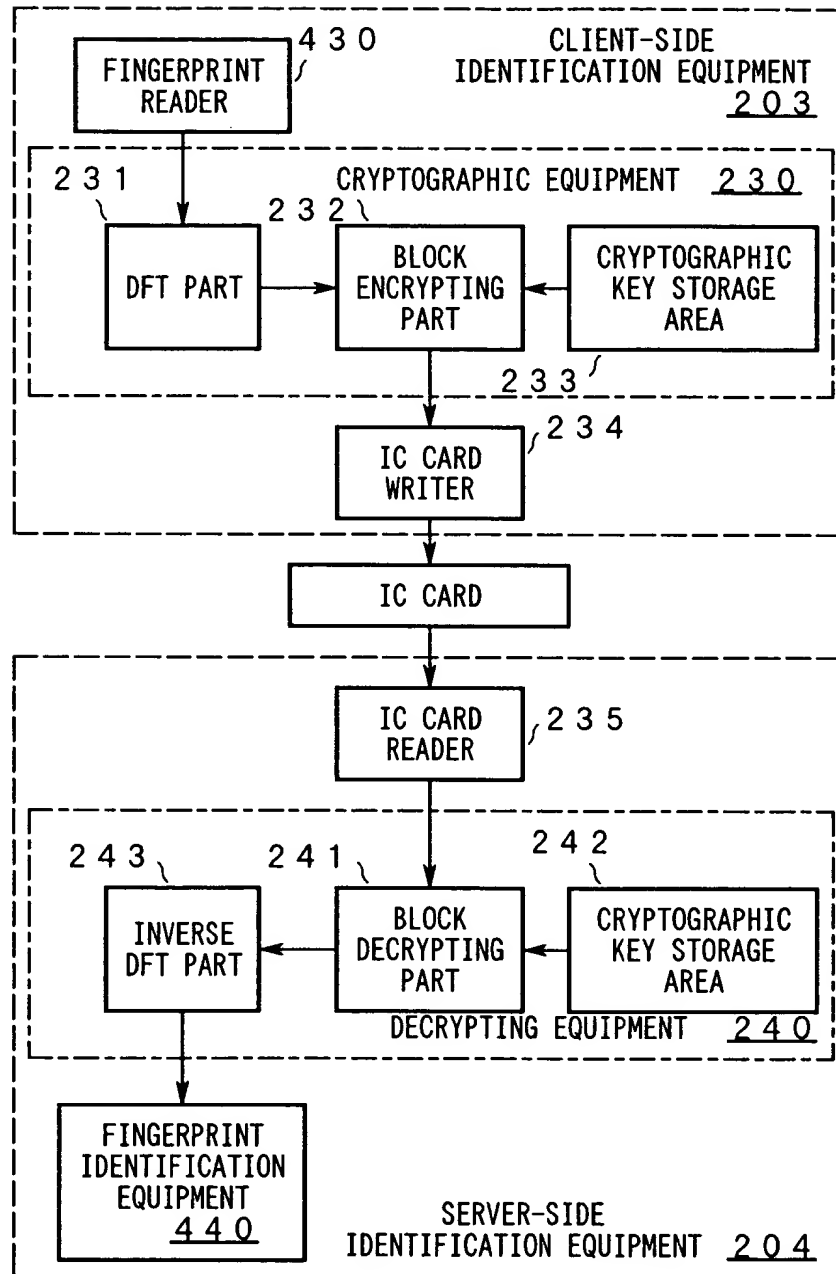 430
CLIENT-SIDE
IDENTIFICATION EQUIPMENT
203
FINGERPRINT
READER
231
232
CRYPTOGRAPHIC EQUIPMENT 230
DFT PART
BLOCK
ENCRYPTING
PART
CRYPTOGRAPHIC
KEY STORAGE
AREA
233
IC CARD
WRITER
234
IC CARD
IC CARD
READER
235
243
241
242
INVERSE
DFT PART
BLOCK
DECRYPTING
PART
CRYPTOGRAPHIC
KEY STORAGE
AREA
DECRYPTING EQUIPMENT 240
FINGERPRINT
IDENTIFICATION
EQUIPMENT
440
SERVER-SIDE
IDENTIFICATION EQUIPMENT 204